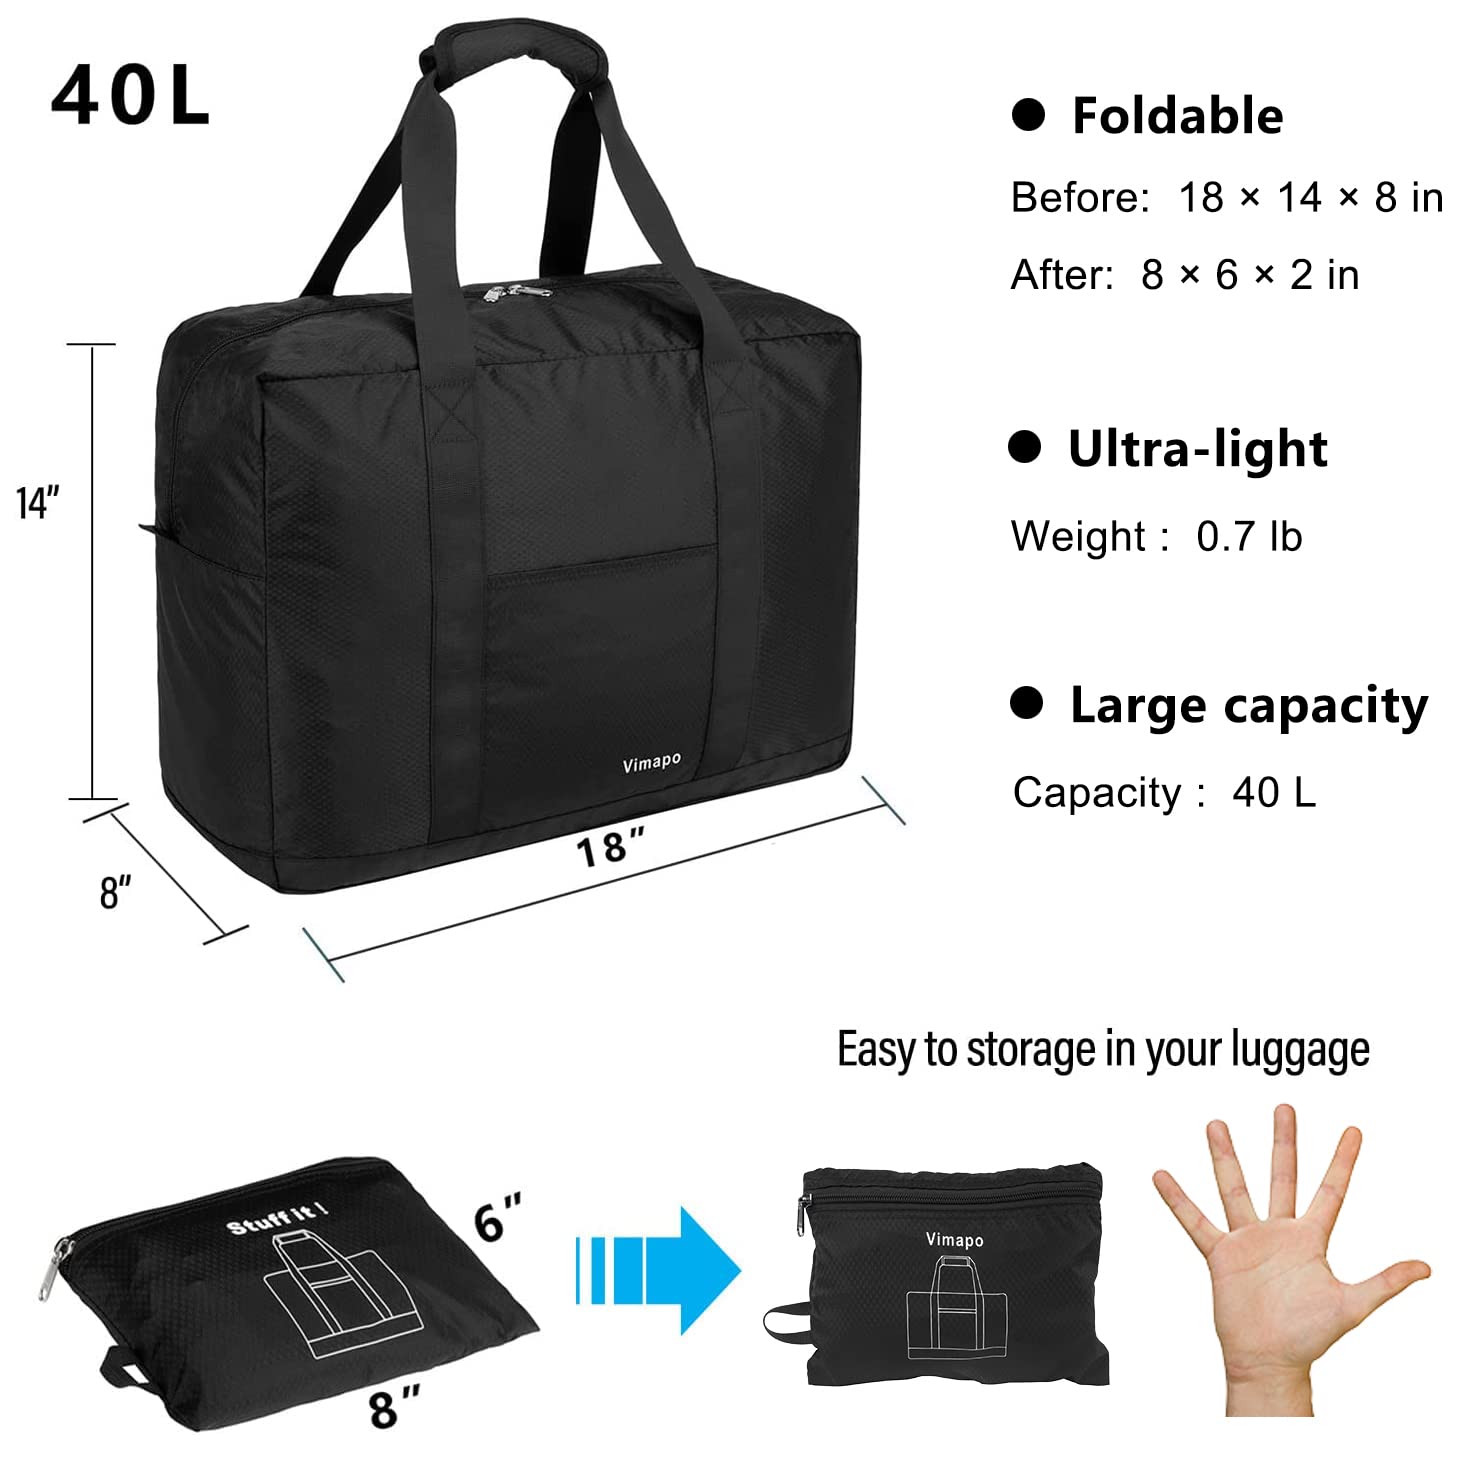 40L
● Foldable
Before: 18 × 14 × 8 in
After: 8 × 6 × 2 in
14"
● Ultra-light
Weight : 0.7 lb
● Large capacity
Capacity : 40 L
Vimapo
18"
8"
Easy to storage in your luggage
Stuff it !
6"
8"
Vimapo